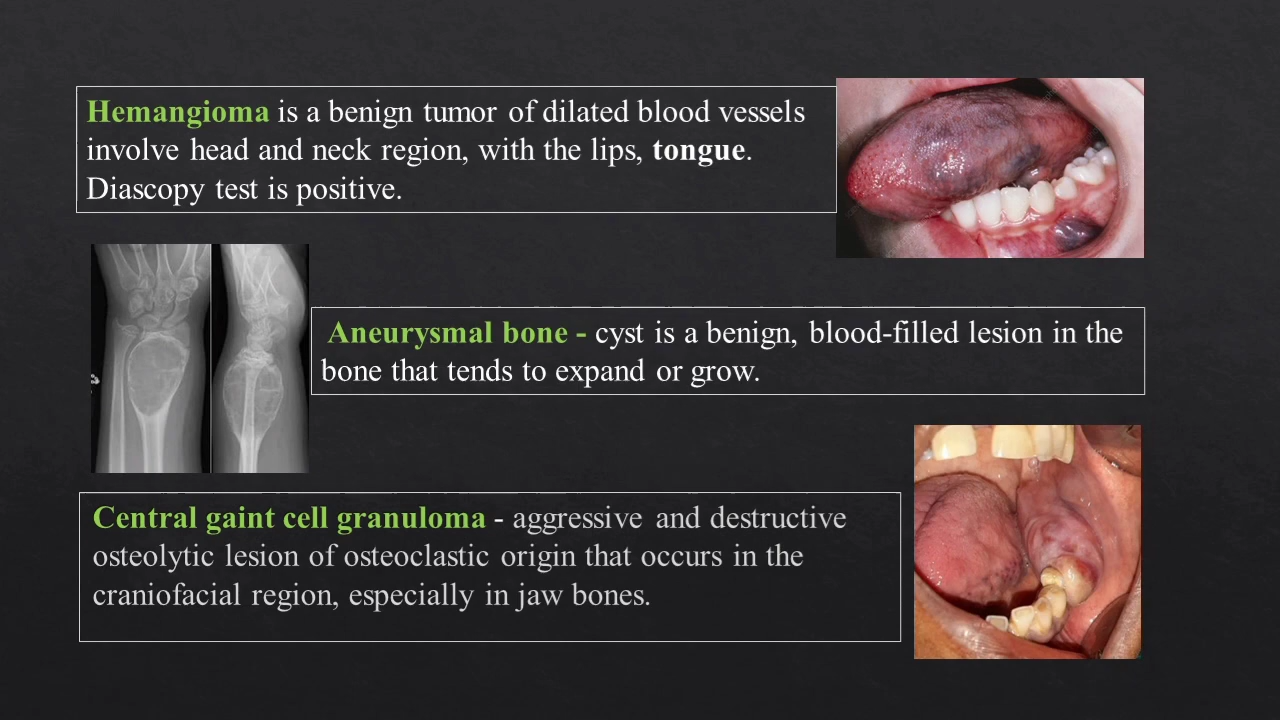 Hemangioma is a benign tumor of dilated blood vessels
involve head and neck region, with the lips, tongue.
Diascopy test is positive.
Aneurysmal bone - cyst is a benign, blood-filled lesion in the
bone that tends to expand or grow.
Central gaint cell granuloma - aggressive and destructive
osteolytic lesion of osteoclastic origin that occurs in the
craniofacial region, especially in jaw bones.